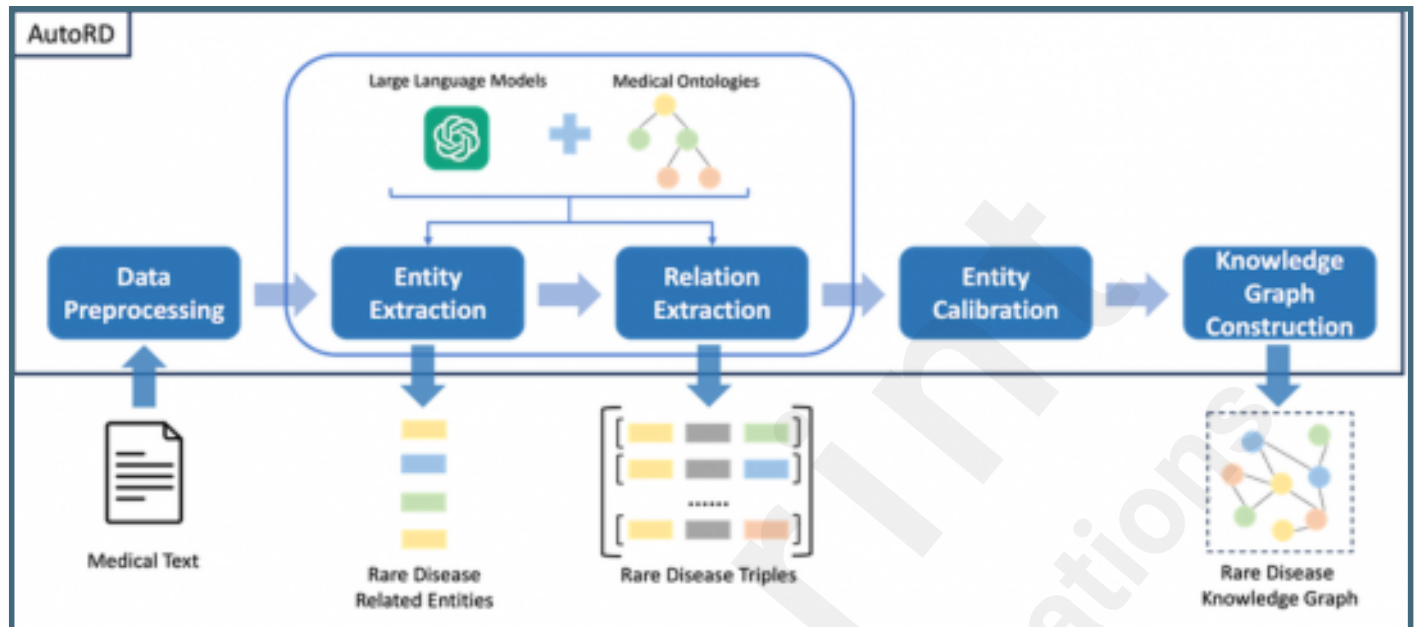 AutoRD
Large Language Models
Medical Ontologies
Data
Preprocessing
Entity
Extraction
Relation
Extraction
Entity
Calibration
Knowledge
Graph
Construction
......
Medical Text
Rare Disease
Related Entities
Rare Disease Triples
Rare Disease
Knowledge Graph